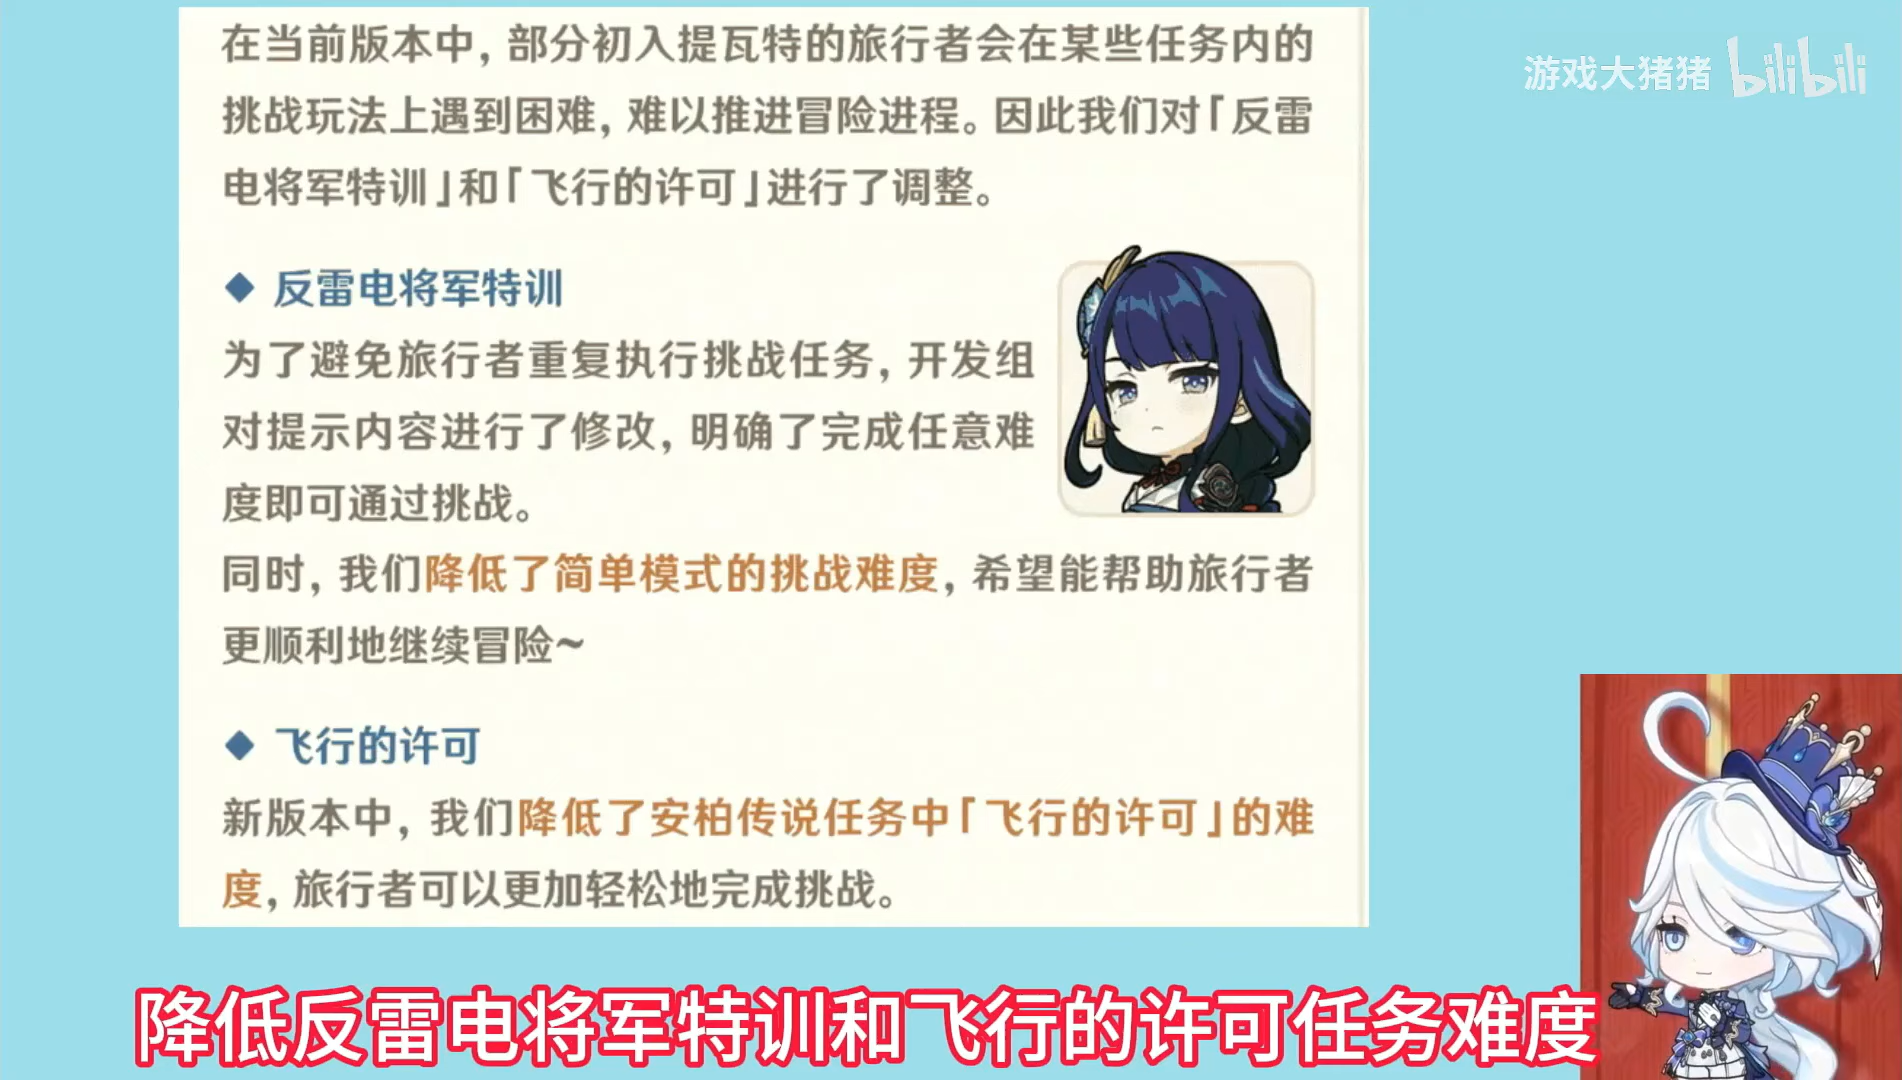 在当前版本中，部分初入提瓦特的旅行者会在某些任务内的
挑战玩法上遇到困难，难以推进冒险进程。因此我们对「反雷
电将军特训」和「飞行的许可」进行了调整。
◆ 反雷电将军特训
为了避免旅行者重复执行挑战任务，开发组
对提示内容进行了修改，明确了完成任意难
度即可通过挑战。
同时，我们降低了简单模式的挑战难度，希望能帮助旅行者
更顺利地继续冒险~
◆ 飞行的许可
新版本中，我们降低了安柏传说任务中「飞行的许可」的难
度，旅行者可以更加轻松地完成挑战。
游戏大猪猪 bilibili
降低反雷电将军特训和飞行的许可任务难度